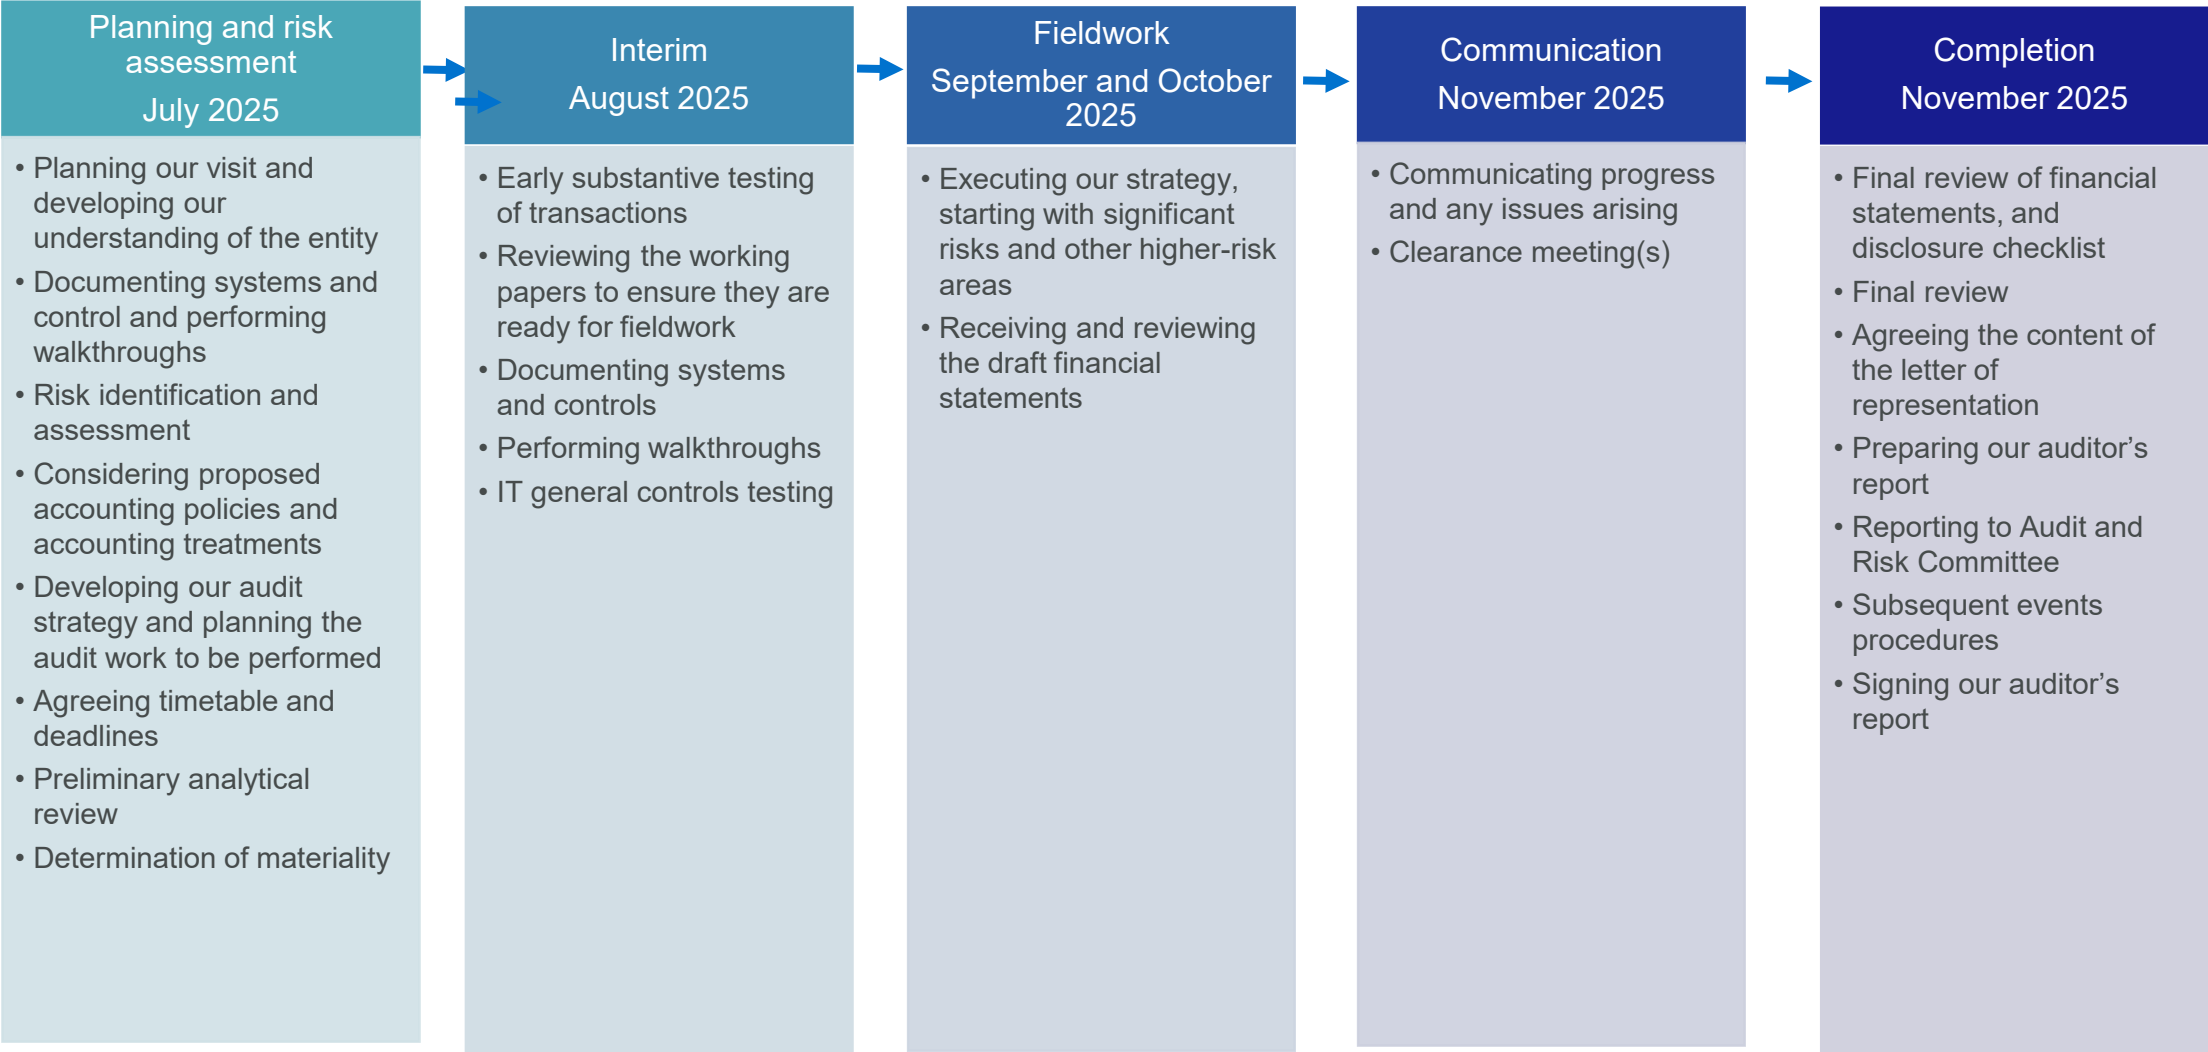 Planning and risk
assessment
July 2025
• Planning our visit and
developing our
understanding of the entity
• Documenting systems and
control and performing
walkthroughs
• Risk identification and
assessment
• Considering proposed
accounting policies and
accounting treatments
• Developing our audit
strategy and planning the
audit work to be performed
• Agreeing timetable and
deadlines
• Preliminary analytical
review
• Determination of materiality
Interim
August 2025
• Early substantive testing
of transactions
• Reviewing the working
papers to ensure they are
ready for fieldwork
• Documenting systems
and controls
• Performing walkthroughs
• IT general controls testing
Fieldwork
September and October
2025
• Executing our strategy,
starting with significant
risks and other higher-risk
areas
• Receiving and reviewing
the draft financial
statements
Communication
November 2025
• Communicating progress
and any issues arising
• Clearance meeting(s)
Completion
November 2025
• Final review of financial
statements, and
disclosure checklist
• Final review
• Agreeing the content of
the letter of
representation
• Preparing our auditor’s
report
• Reporting to Audit and
Risk Committee
• Subsequent events
procedures
• Signing our auditor’s
report